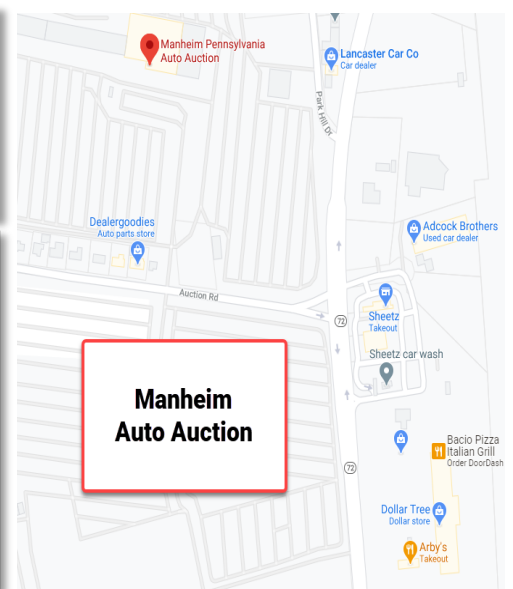 Manheim Pennsylvania
Auto Auction
Lancaster Car Co
Car dealer
Park Hill Dr
Dealergoodies
Auto parts store
Adcock Brothers
Used car dealer
Auction Rd
72
Sheetz
Takeout
Sheetz car wash
Manheim
Auto Auction
72
Bacio Pizza
Italian Grill
Order DoorDash
Dollar Tree
Dollar store
Arby's
Takeout